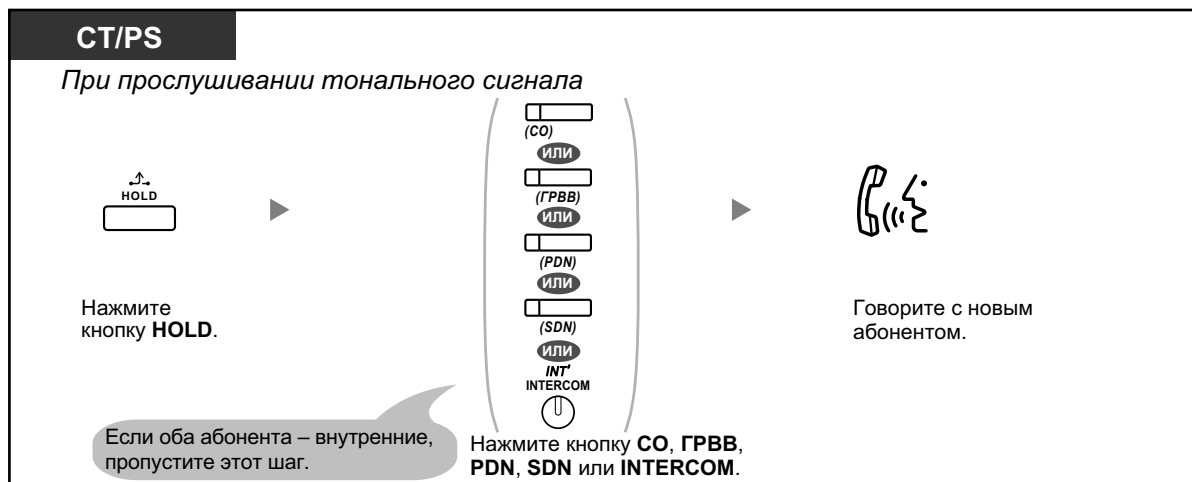 CT/PS
При прослушивании тонального сигнала
HOLD
Нажмите
кнопку HOLD.
(CO)
ИЛИ
(ГРВВ)
ИЛИ
(PDN)
ИЛИ
(SDN)
ИЛИ
INT'
INTERCOM
Если оба абонента – внутренние,
пропустите этот шаг.
Нажмите кнопку CO, ГРВВ,
PDN, SDN или INTERCOM.
Говорите с новым
абонентом.